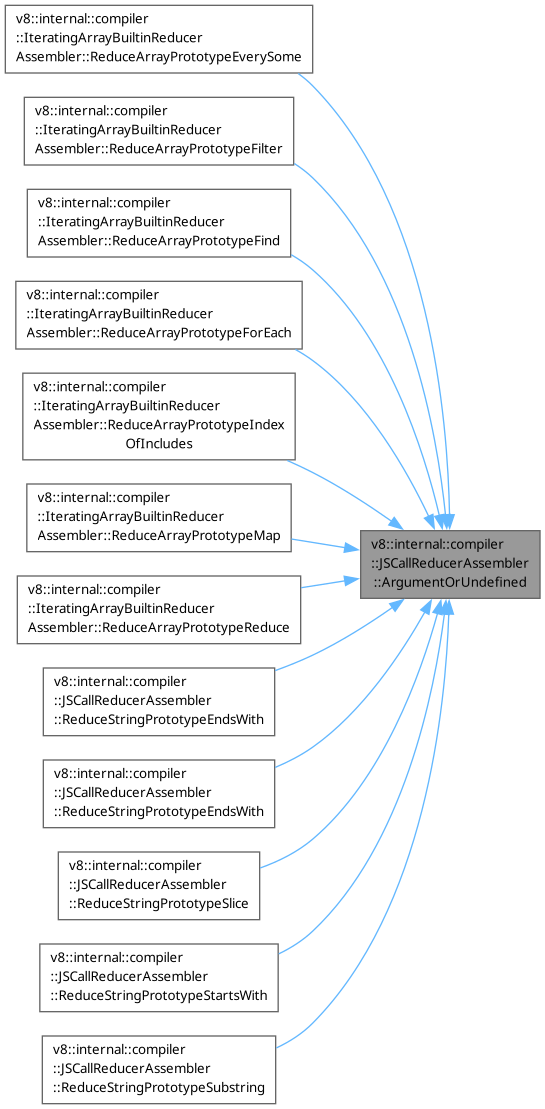 v8::internal::compiler
::IteratingArrayBuiltinReducer
Assembler::ReduceArrayPrototypeEverySome
v8::internal::compiler
::IteratingArrayBuiltinReducer
Assembler::ReduceArrayPrototypeFilter
v8::internal::compiler
::IteratingArrayBuiltinReducer
Assembler::ReduceArrayPrototypeFind
v8::internal::compiler
::IteratingArrayBuiltinReducer
Assembler::ReduceArrayPrototypeForEach
v8::internal::compiler
::IteratingArrayBuiltinReducer
Assembler::ReduceArrayPrototypeIndex
OfIncludes
v8::internal::compiler
::IteratingArrayBuiltinReducer
Assembler::ReduceArrayPrototypeMap
v8::internal::compiler
::JSCallReducerAssembler
::ArgumentOrUndefined
v8::internal::compiler
::IteratingArrayBuiltinReducer
Assembler::ReduceArrayPrototypeReduce
v8::internal::compiler
::JSCallReducerAssembler
::ReduceStringPrototypeEndsWith
v8::internal::compiler
::JSCallReducerAssembler
::ReduceStringPrototypeEndsWith
v8::internal::compiler
::JSCallReducerAssembler
::ReduceStringPrototypeSlice
v8::internal::compiler
::JSCallReducerAssembler
::ReduceStringPrototypeStartsWith
v8::internal::compiler
::JSCallReducerAssembler
::ReduceStringPrototypeSubstring